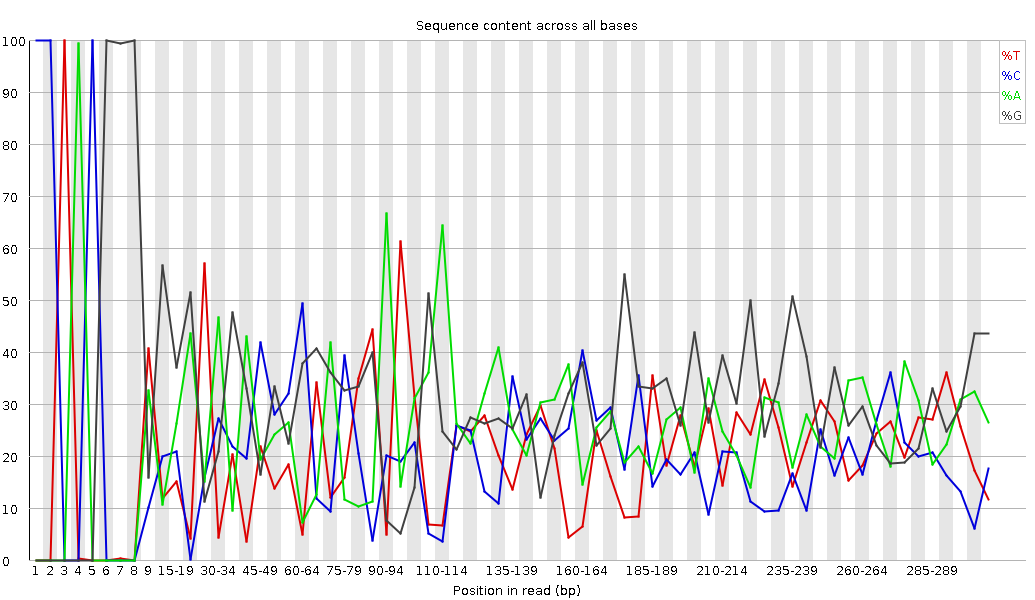 Sequence content across all bases
100
90
80
70
60
50
40
30
20
10
0
%T
%C
%A
%G
1 2 3 4 5 6 7 8 9 15-19 30-34 45-49 60-64 75-79 90-94 110-114 135-139 160-164 185-189 210-214 235-239 260-264 285-289
Position in read (bp)